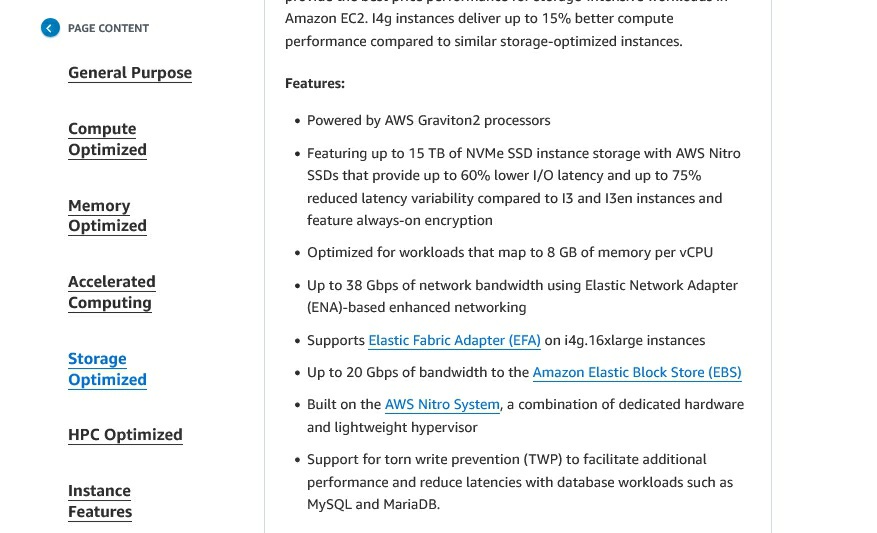 PAGE CONTENT
General Purpose
Compute
Optimized
Memory
Optimized
Accelerated
Computing
Storage
Optimized
HPC Optimized
Instance
Features
Amazon EC2. I4g instances deliver up to 15% better compute
performance compared to similar storage-optimized instances.
Features:
• Powered by AWS Graviton2 processors
• Featuring up to 15 TB of NVMe SSD instance storage with AWS Nitro
SSDs that provide up to 60% lower I/O latency and up to 75%
reduced latency variability compared to I3 and I3en instances and
feature always-on encryption
• Optimized for workloads that map to 8 GB of memory per vCPU
• Up to 38 Gbps of network bandwidth using Elastic Network Adapter
(ENA)-based enhanced networking
• Supports Elastic Fabric Adapter (EFA) on i4g.16xlarge instances
• Up to 20 Gbps of bandwidth to the Amazon Elastic Block Store (EBS)
• Built on the AWS Nitro System, a combination of dedicated hardware
and lightweight hypervisor
• Support for torn write prevention (TWP) to facilitate additional
performance and reduce latencies with database workloads such as
MySQL and MariaDB.